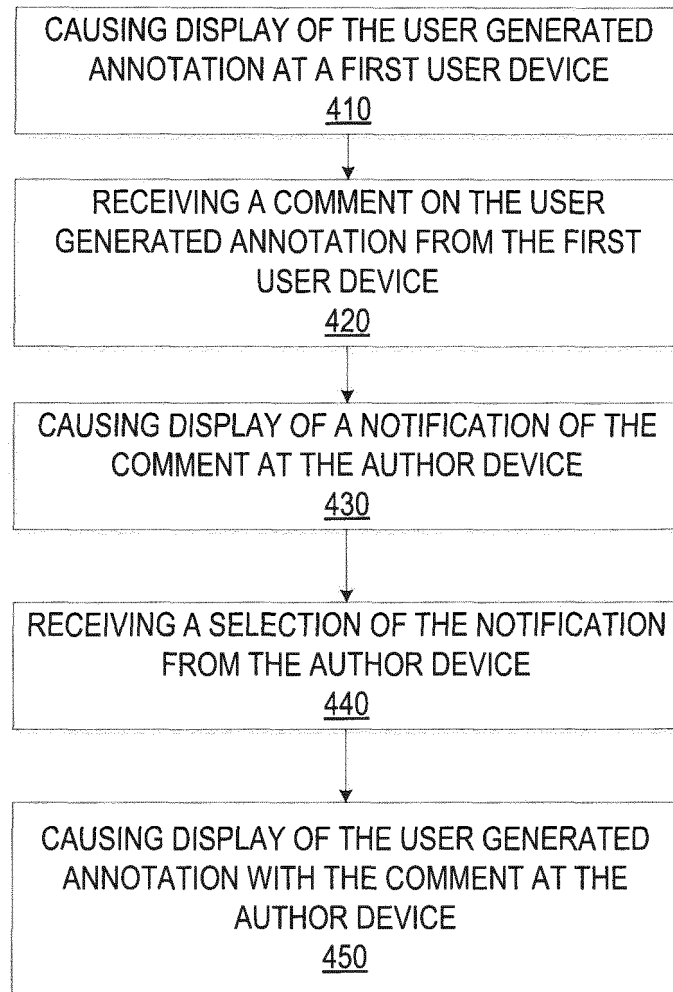 CAUSING DISPLAY OF THE USER GENERATED
ANNOTATION AT A FIRST USER DEVICE
410
RECEIVING A COMMENT ON THE USER
GENERATED ANNOTATION FROM THE FIRST
USER DEVICE
420
CAUSING DISPLAY OF A NOTIFICATION OF THE
COMMENT AT THE AUTHOR DEVICE
430
RECEIVING A SELECTION OF THE NOTIFICATION
FROM THE AUTHOR DEVICE
440
CAUSING DISPLAY OF THE USER GENERATED
ANNOTATION WITH THE COMMENT AT THE
AUTHOR DEVICE
450